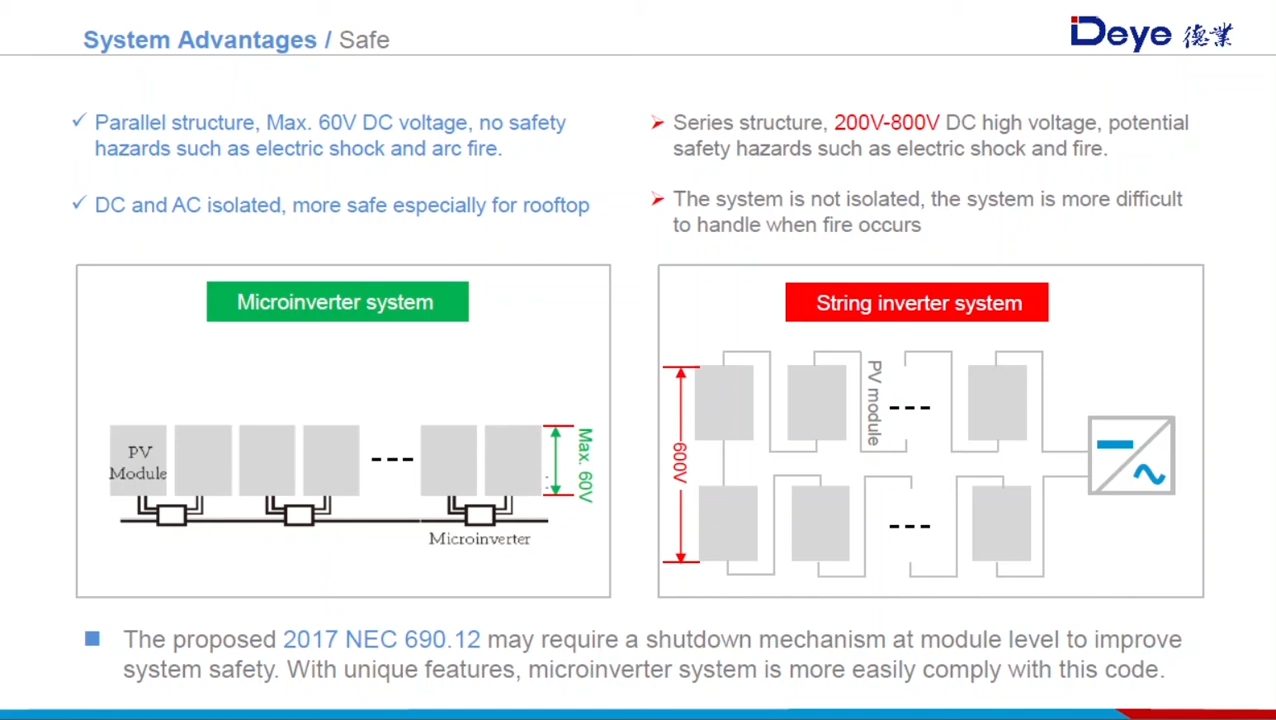 System Advantages / Safe
Deye 德業
Parallel structure, Max. 60V DC voltage, no safety
hazards such as electric shock and arc fire.
DC and AC isolated, more safe especially for rooftop
Series structure, 200V-800V DC high voltage, potential
safety hazards such as electric shock and fire.
The system is not isolated, the system is more difficult
to handle when fire occurs
Microinverter system
PV
Module
Max. 60V
Microinverter
String inverter system
PV module
600V
The proposed 2017 NEC 690.12 may require a shutdown mechanism at module level to improve
system safety. With unique features, microinverter system is more easily comply with this code.